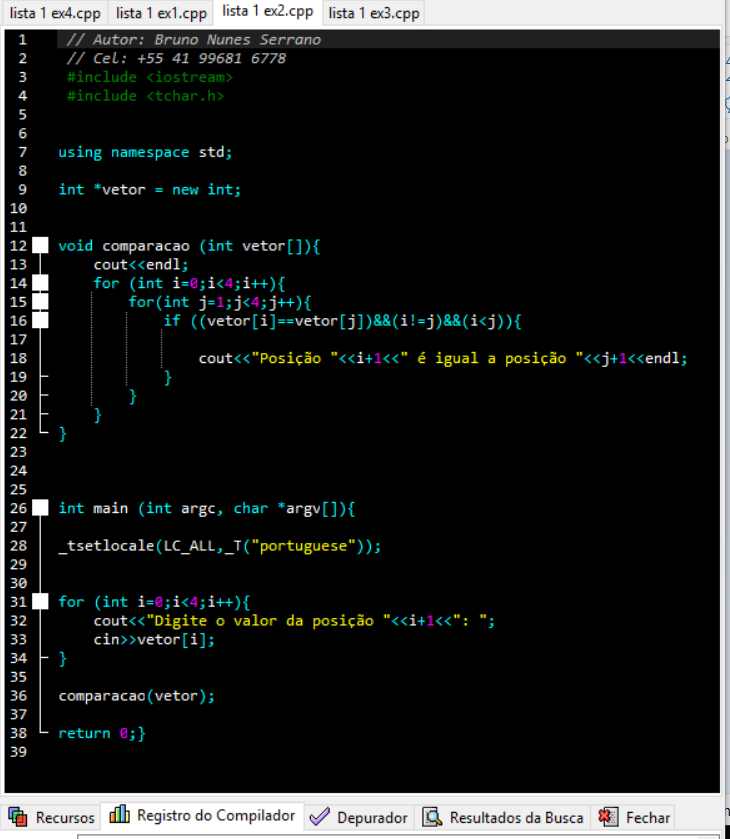 lista 1 ex4.cpp lista 1 ex1.cpp lista 1 ex2.cpp lista 1 ex3.cpp
1 // Autor: Bruno Nunes Serrano
2 // Cel: +55 41 99681 6778
3 #include <iostream>
4 #include <tchar.h>
5
6
7 using namespace std;
8
9 int *vetor = new int;
10
11
12 void comparacao (int vetor[]){
13 cout<<endl;
14 for (int i=0;i<4;i++){
15 for(int j=1;j<4;j++){
16 if ((vetor[i]==vetor[j])&&(i!=j)&&(i<j)){
17
18 cout<<"Posição "<<i+1<<" é igual a posição "<<j+1<<endl;
19 }
20 }
21 }
22 }
23
24
25
26 int main (int argc, char *argv[]){
27
28 _tsetlocale(LC_ALL,_T("portuguese"));
29
30
31 for (int i=0;i<4;i++){
32 cout<<"Digite o valor da posição "<<i+1<<": ";
33 cin>>vetor[i];
34 }
35
36 comparacao(vetor);
37
38 return 0;}
39
Recursos Registro do Compilador Depurador Resultados da Busca Fechar